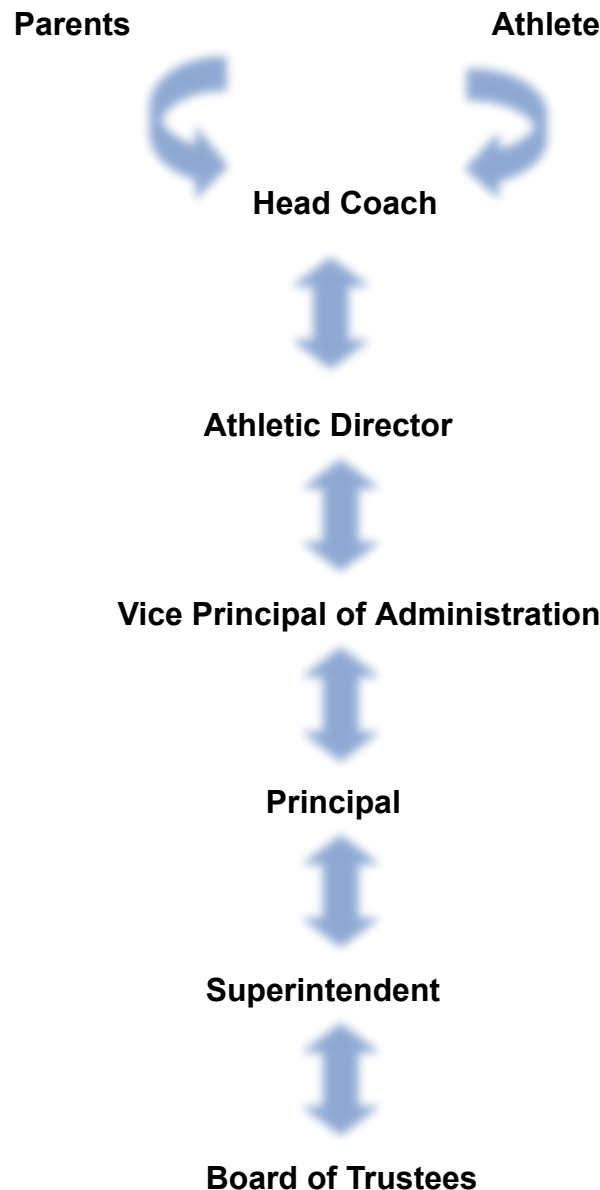 Parents Athlete
Head Coach
Athletic Director
Vice Principal of Administration
Principal
Superintendent
Board of Trustees